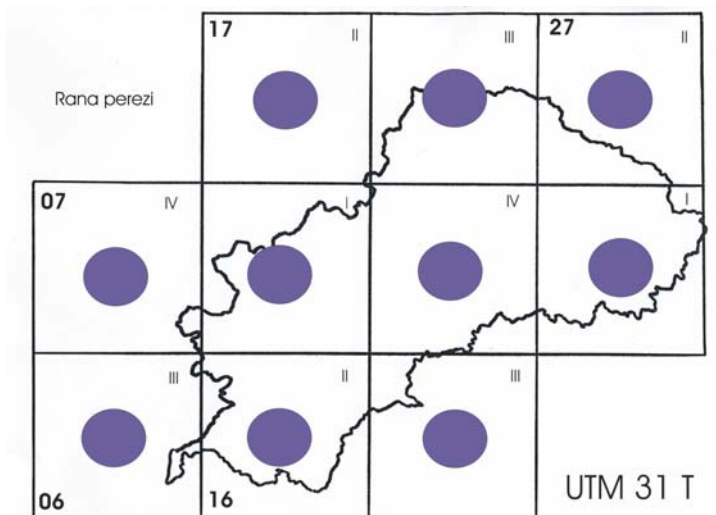 17 II III 27 II
Rana perezi
07 IV I IV I
III II III
06 16 UTM 31 T